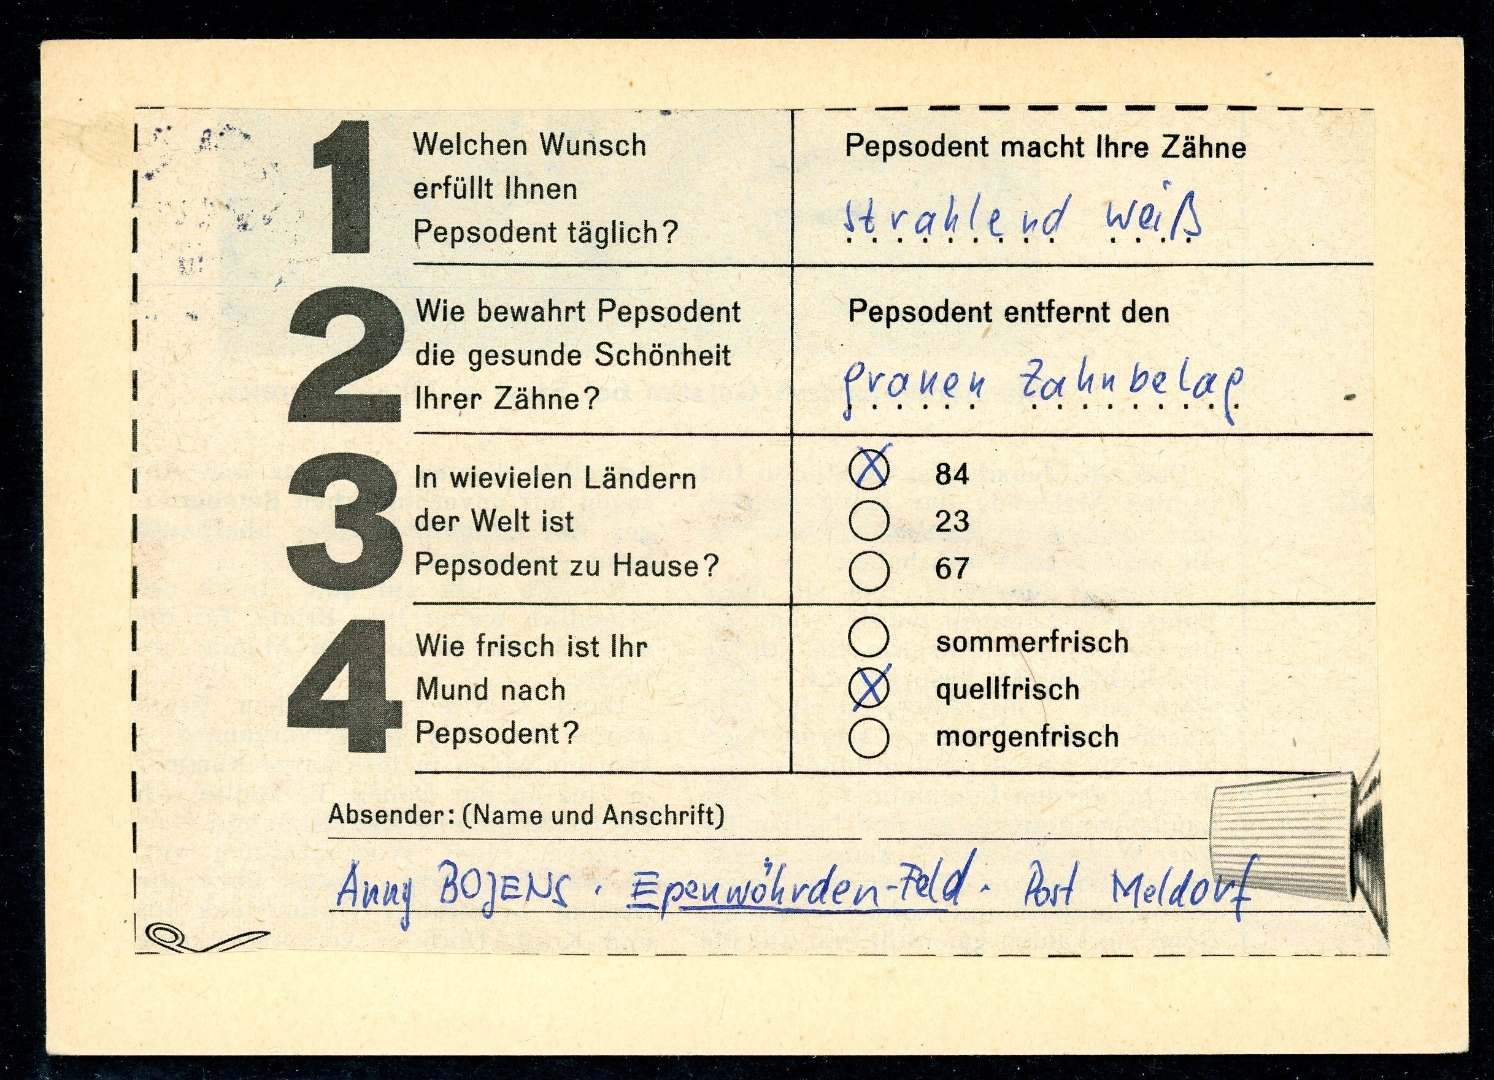 1
Welchen Wunsch
erfüllt Ihnen
Pepsodent täglich?
Pepsodent macht Ihre Zähne
strahlend weiß
2
Wie bewahrt Pepsodent
die gesunde Schönheit
Ihrer Zähne?
Pepsodent entfernt den
grauen Zahnbelag
3
In wievielen Ländern
der Welt ist
Pepsodent zu Hause?
84
23
67
4
Wie frisch ist Ihr
Mund nach
Pepsodent?
sommerfrisch
quellfrisch
morgenfrisch
Absender: (Name und Anschrift)
Anny BOJENS · Epenwöhrden-Feld · Post Meldorf